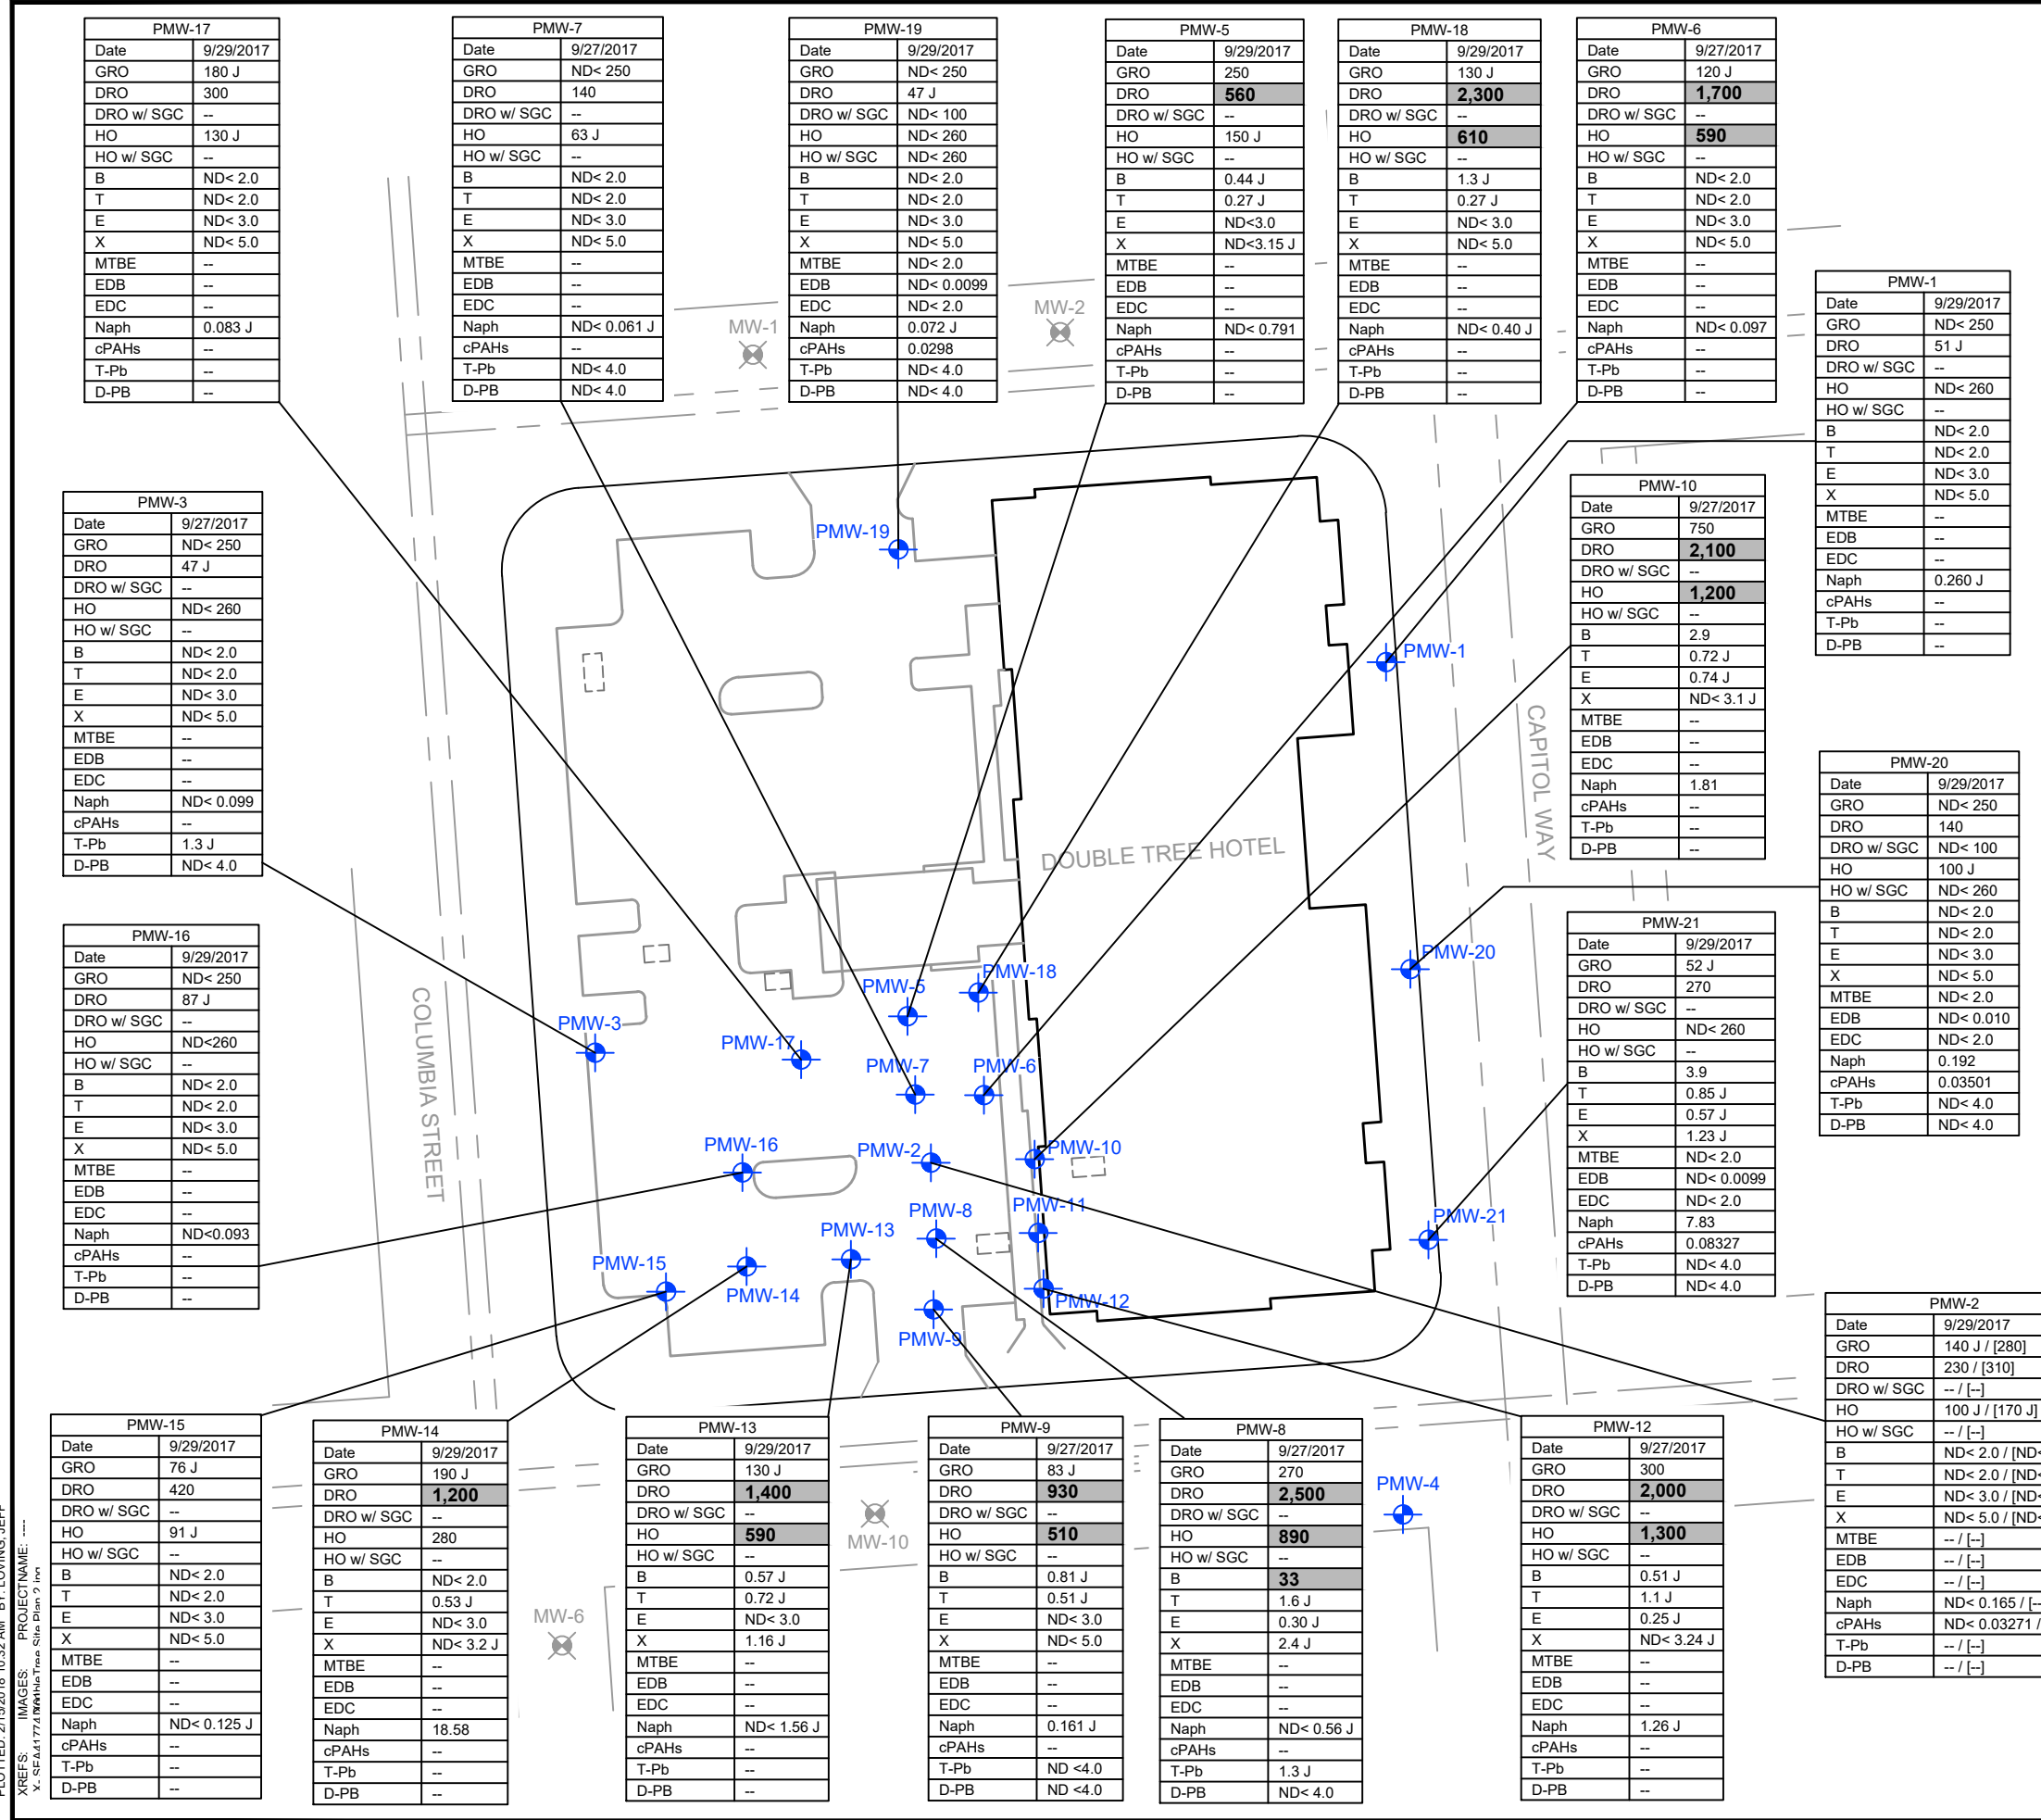 PMW-17
Date 9/29/2017
GRO 180 J
DRO 300
DRO w/ SGC --
HO 130 J
HO w/ SGC --
B ND< 2.0
T ND< 2.0
E ND< 3.0
X ND< 5.0
MTBE --
EDB --
EDC --
Naph 0.083 J
cPAHs --
T-Pb --
D-PB --
PMW-7
Date 9/27/2017
GRO ND< 250
DRO 140
DRO w/ SGC --
HO 63 J
HO w/ SGC --
B ND< 2.0
T ND< 2.0
E ND< 3.0
X ND< 5.0
MTBE --
EDB --
EDC --
Naph ND< 0.061 J
cPAHs --
T-Pb ND< 4.0
D-PB ND< 4.0
PMW-19
Date 9/29/2017
GRO ND< 250
DRO 47 J
DRO w/ SGC ND< 100
HO ND< 260
HO w/ SGC ND< 260
B ND< 2.0
T ND< 2.0
E ND< 3.0
X ND< 5.0
MTBE ND< 2.0
EDB ND< 0.0099
EDC ND< 2.0
Naph 0.072 J
cPAHs 0.0298
T-Pb ND< 4.0
D-PB ND< 4.0
PMW-5
Date 9/29/2017
GRO 250
DRO 560
DRO w/ SGC --
HO 150 J
HO w/ SGC --
B 0.44 J
T 0.27 J
E ND<3.0
X ND<3.15 J
MTBE --
EDB --
EDC --
Naph ND< 0.791
cPAHs --
T-Pb --
D-PB --
PMW-18
Date 9/29/2017
GRO 130 J
DRO 2,300
DRO w/ SGC --
HO 610
HO w/ SGC --
B 1.3 J
T 0.27 J
E ND< 3.0
X ND< 5.0
MTBE --
EDB --
EDC --
Naph ND< 0.40 J
cPAHs --
T-Pb --
D-PB --
PMW-6
Date 9/27/2017
GRO 120 J
DRO 1,700
DRO w/ SGC --
HO 590
HO w/ SGC --
B ND< 2.0
T ND< 2.0
E ND< 3.0
X ND< 5.0
MTBE --
EDB --
EDC --
Naph ND< 0.097
cPAHs --
T-Pb --
D-PB --
PMW-1
Date 9/29/2017
GRO ND< 250
DRO 51 J
DRO w/ SGC --
HO ND< 260
HO w/ SGC --
B ND< 2.0
T ND< 2.0
E ND< 3.0
X ND< 5.0
MTBE --
EDB --
EDC --
Naph 0.260 J
cPAHs --
T-Pb --
D-PB --
MW-1
MW-2
PMW-3
Date 9/27/2017
GRO ND< 250
DRO 47 J
DRO w/ SGC --
HO ND< 260
HO w/ SGC --
B ND< 2.0
T ND< 2.0
E ND< 3.0
X ND< 5.0
MTBE --
EDB --
EDC --
Naph ND< 0.099
cPAHs --
T-Pb 1.3 J
D-PB ND< 4.0
PMW-10
Date 9/27/2017
GRO 750
DRO 2,100
DRO w/ SGC --
HO 1,200
HO w/ SGC --
B 2.9
T 0.72 J
E 0.74 J
X ND< 3.1 J
MTBE --
EDB --
EDC --
Naph 1.81
cPAHs --
T-Pb --
D-PB --
PMW-20
Date 9/29/2017
GRO ND< 250
DRO 140
DRO w/ SGC ND< 100
HO 100 J
HO w/ SGC ND< 260
B ND< 2.0
T ND< 2.0
E ND< 3.0
X ND< 5.0
MTBE ND< 2.0
EDB ND< 0.010
EDC ND< 2.0
Naph 0.192
cPAHs 0.03501
T-Pb ND< 4.0
D-PB ND< 4.0
PMW-16
Date 9/29/2017
GRO ND< 250
DRO 87 J
DRO w/ SGC --
HO ND<260
HO w/ SGC --
B ND< 2.0
T ND< 2.0
E ND< 3.0
X ND< 5.0
MTBE --
EDB --
EDC --
Naph ND<0.093
cPAHs --
T-Pb --
D-PB --
PMW-21
Date 9/29/2017
GRO 52 J
DRO 270
DRO w/ SGC --
HO ND< 260
HO w/ SGC --
B 3.9
T 0.85 J
E 0.57 J
X 1.23 J
MTBE ND< 2.0
EDB ND< 0.0099
EDC ND< 2.0
Naph 7.83
cPAHs 0.08327
T-Pb ND< 4.0
D-PB ND< 4.0
PMW-19
PMW-1
CAPITOL WAY
DOUBLE TREE HOTEL
COLUMBIA STREET
PMW-20
PMW-18
PMW-5
PMW-3
PMW-17
PMW-7
PMW-6
PMW-16
PMW-2
PMW-10
PMW-8
PMW-11
PMW-21
PMW-13
PMW-15
PMW-14
PMW-12
PMW-9
PMW-4
MW-10
MW-6
PMW-2
Date 9/29/2017
GRO 140 J / [280]
DRO 230 / [310]
DRO w/ SGC -- / [--]
HO 100 J / [170 J]
HO w/ SGC -- / [--]
B ND< 2.0 / [ND<
T ND< 2.0 / [ND<
E ND< 3.0 / [ND<
X ND< 5.0 / [ND<
MTBE -- / [--]
EDB -- / [--]
EDC -- / [--]
Naph ND< 0.165 / [--
cPAHs ND< 0.03271 /
T-Pb -- / [--]
D-PB -- / [--]
PMW-15
Date 9/29/2017
GRO 76 J
DRO 420
DRO w/ SGC --
HO 91 J
HO w/ SGC --
B ND< 2.0
T ND< 2.0
E ND< 3.0
X ND< 5.0
MTBE --
EDB --
EDC --
Naph ND< 0.125 J
cPAHs --
T-Pb --
D-PB --
PMW-14
Date 9/29/2017
GRO 190 J
DRO 1,200
DRO w/ SGC --
HO 280
HO w/ SGC --
B ND< 2.0
T 0.53 J
E ND< 3.0
X ND< 3.2 J
MTBE --
EDB --
EDC --
Naph 18.58
cPAHs --
T-Pb --
D-PB --
PMW-13
Date 9/29/2017
GRO 130 J
DRO 1,400
DRO w/ SGC --
HO 590
HO w/ SGC --
B 0.57 J
T 0.72 J
E ND< 3.0
X 1.16 J
MTBE --
EDB --
EDC --
Naph ND< 1.56 J
cPAHs --
T-Pb --
D-PB --
PMW-9
Date 9/27/2017
GRO 83 J
DRO 930
DRO w/ SGC --
HO 510
HO w/ SGC --
B 0.81 J
T 0.51 J
E ND< 3.0
X ND< 5.0
MTBE --
EDB --
EDC --
Naph 0.161 J
cPAHs --
T-Pb ND <4.0
D-PB ND <4.0
PMW-8
Date 9/27/2017
GRO 270
DRO 2,500
DRO w/ SGC --
HO 890
HO w/ SGC --
B 33
T 1.6 J
E 0.30 J
X 2.4 J
MTBE --
EDB --
EDC --
Naph ND< 0.56 J
cPAHs --
T-Pb 1.3 J
D-PB ND< 4.0
PMW-12
Date 9/27/2017
GRO 300
DRO 2,000
DRO w/ SGC --
HO 1,300
HO w/ SGC --
B 0.51 J
T 1.1 J
E 0.25 J
X ND< 3.24 J
MTBE --
EDB --
EDC --
Naph 1.26 J
cPAHs --
T-Pb --
D-PB --
XREFS: IMAGES: PROJECTNAME: ----